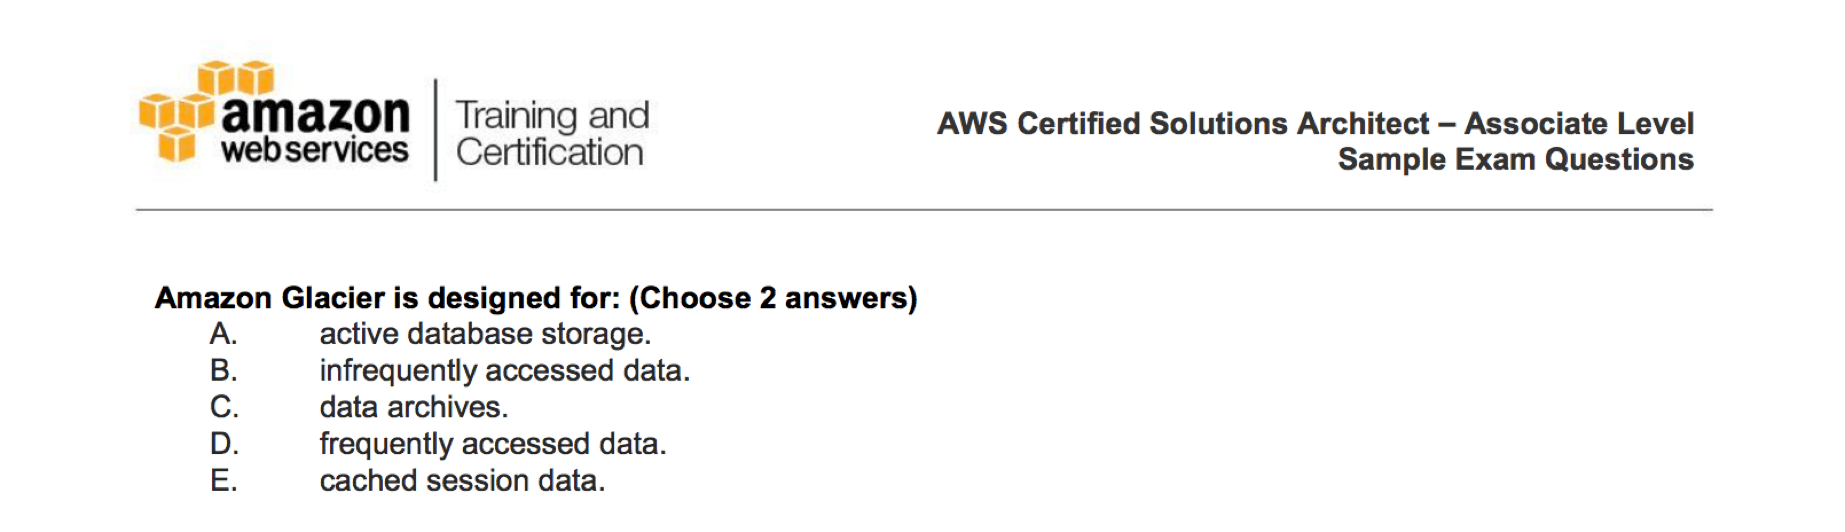 amazon
webservices
Training and
Certification
AWS Certified Solutions Architect – Associate Level
Sample Exam Questions
Amazon Glacier is designed for: (Choose 2 answers)
A. active database storage.
B. infrequently accessed data.
C. data archives.
D. frequently accessed data.
E. cached session data.